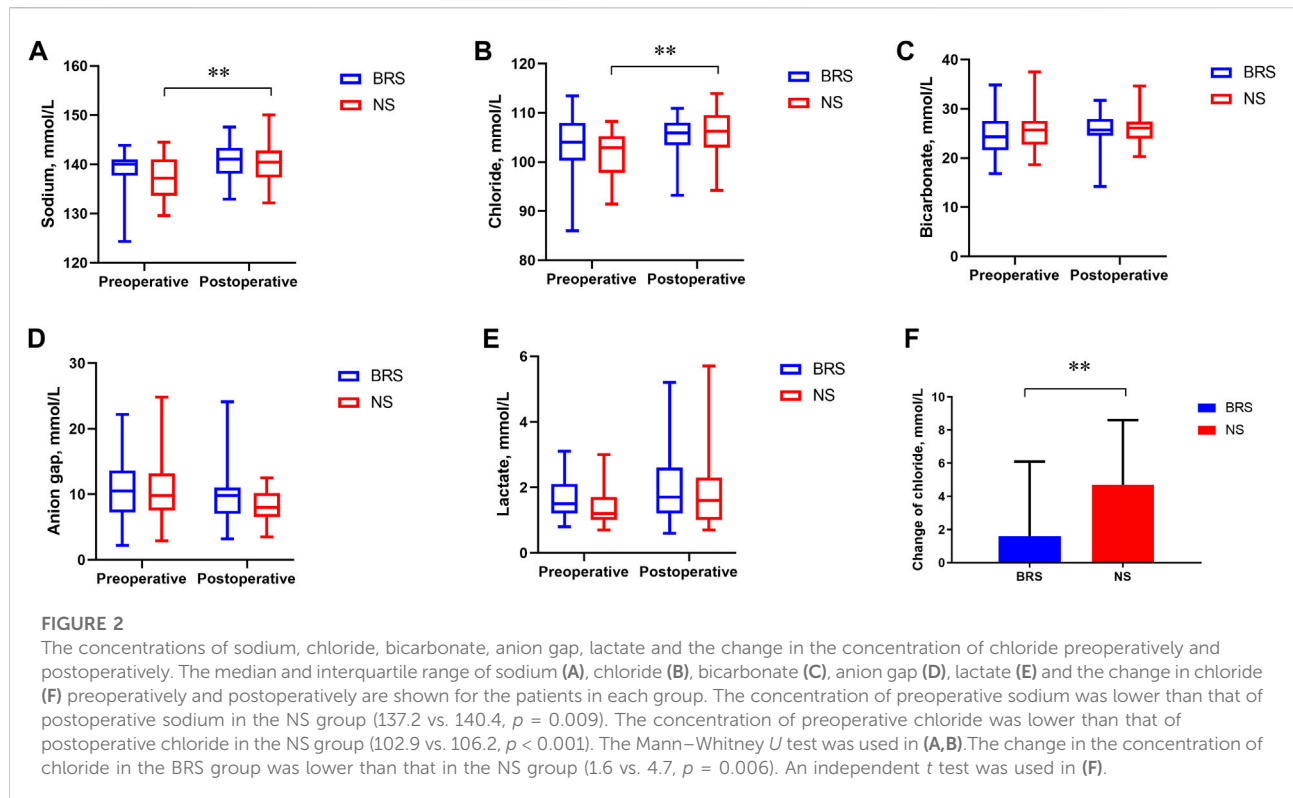 A
**
160
150
140
130
120
Sodium, mmol/L
Preoperative Postoperative
BRS
NS
B
**
120
110
100
90
80
Chloride, mmol/L
Preoperative Postoperative
BRS
NS
C
40
30
20
10
0
Bicarbonate, mmol/L
Preoperative Postoperative
BRS
NS
D
30
20
10
0
Anion gap, mmol/L
Preoperative Postoperative
BRS
NS
E
6
4
2
0
Lactate, mmol/L
Preoperative Postoperative
BRS
NS
F
**
10
8
6
4
2
0
Change of chloride, mmol/L
BRS NS
BRS
NS
FIGURE 2
The concentrations of sodium, chloride, bicarbonate, anion gap, lactate and the change in the concentration of chloride preoperatively and
postoperatively. The median and interquartile range of sodium (A), chloride (B), bicarbonate (C), anion gap (D), lactate (E) and the change in chloride
(F) preoperatively and postoperatively are shown for the patients in each group. The concentration of preoperative sodium was lower than that of
postoperative sodium in the NS group (137.2 vs. 140.4, p = 0.009). The concentration of preoperative chloride was lower than that of
postoperative chloride in the NS group (102.9 vs. 106.2, p < 0.001). The Mann–Whitney U test was used in (A,B).The change in the concentration of
chloride in the BRS group was lower than that in the NS group (1.6 vs. 4.7, p = 0.006). An independent t test was used in (F).